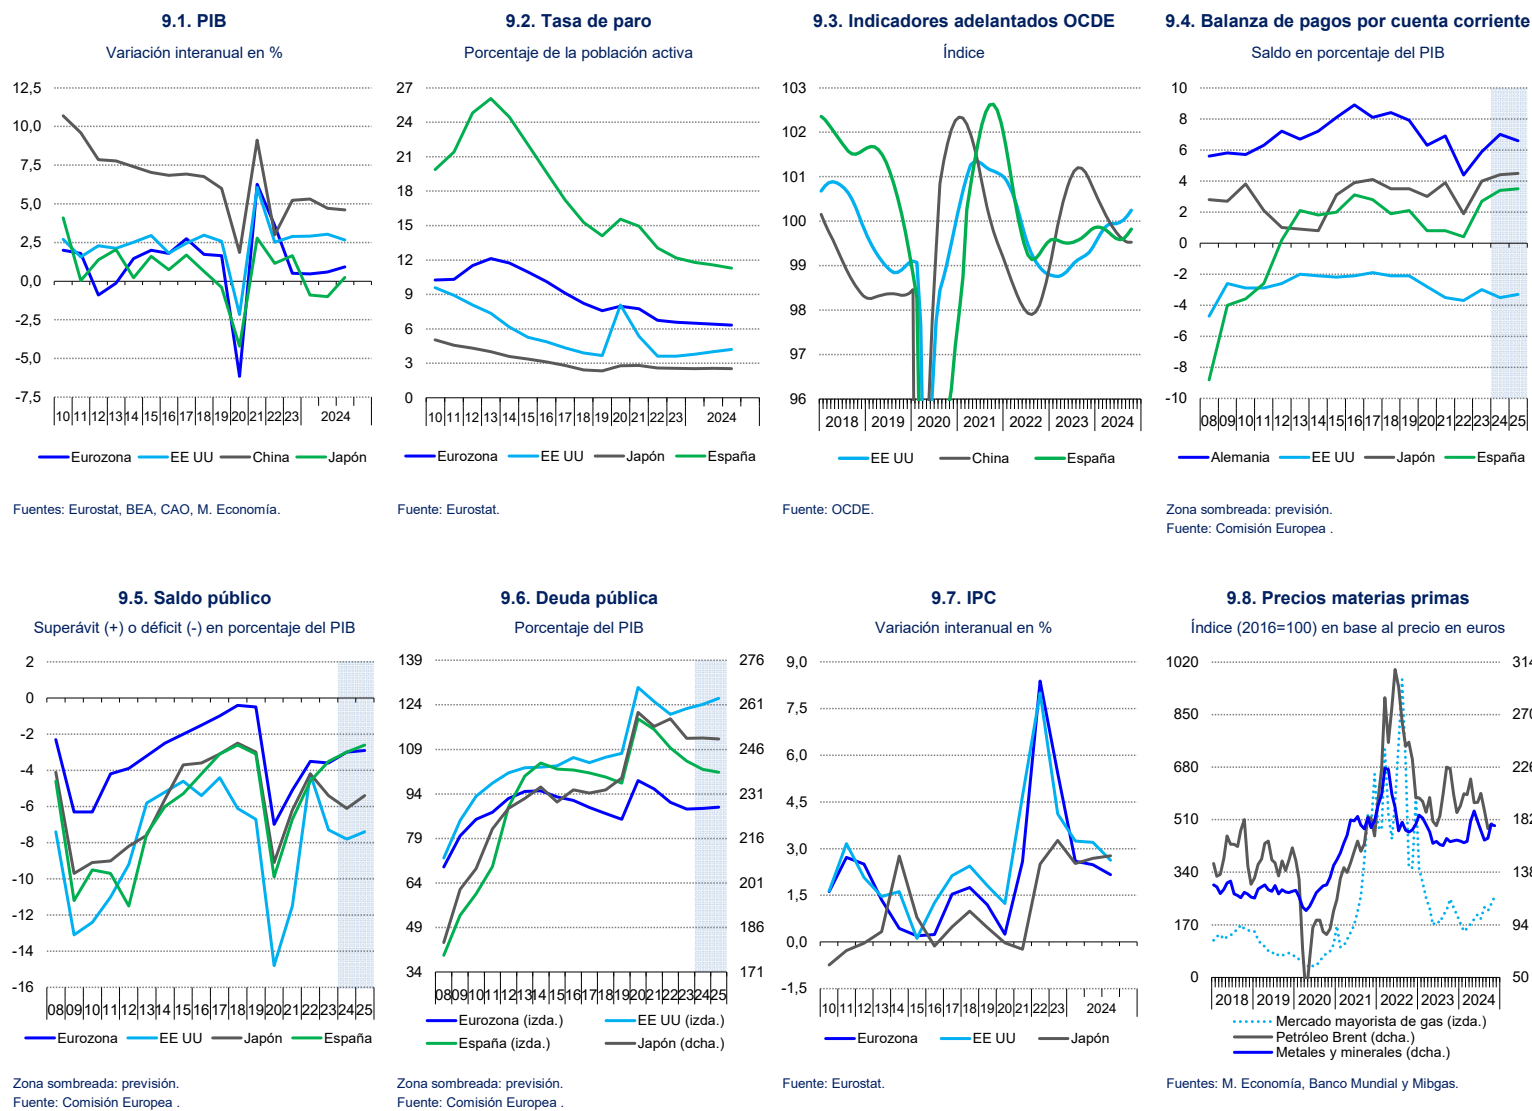 9.1. PIB
Variación interanual en %
12,5
10,0
7,5
5,0
2,5
0,0
-2,5
-5,0
-7,5
10 11 12 13 14 15 16 17 18 19 20 21 22 23 2024
Eurozona EE UU China Japón
Fuentes: Eurostat, BEA, CAO, M. Economía.
9.2. Tasa de paro
Porcentaje de la población activa
27
24
21
18
15
12
9
6
3
0
10 11 12 13 14 15 16 17 18 19 20 21 22 23 2024
Eurozona EE UU Japón España
Fuente: Eurostat.
9.3. Indicadores adelantados OCDE
Índice
103
102
101
100
99
98
97
96
2018 2019 2020 2021 2022 2023 2024
EE UU China España
Fuente: OCDE.
9.4. Balanza de pagos por cuenta corriente
Saldo en porcentaje del PIB
10
8
6
4
2
0
-2
-4
-6
-8
-10
08 09 10 11 12 13 14 15 16 17 18 19 20 21 22 23 24 25
Alemania EE UU Japón España
Zona sombreada: previsión.
Fuente: Comisión Europea .
9.5. Saldo público
Superávit (+) o déficit (-) en porcentaje del PIB
2
0
-2
-4
-6
-8
-10
-12
-14
-16
08 09 10 11 12 13 14 15 16 17 18 19 20 21 22 23 24 25
Eurozona EE UU Japón España
Zona sombreada: previsión.
Fuente: Comisión Europea .
9.6. Deuda pública
Porcentaje del PIB
139 276
124 261
109 246
94 231
79 216
64 201
49 186
34 171
08 09 10 11 12 13 14 15 16 17 18 19 20 21 22 23 24 25
Eurozona (izda.) EE UU (izda.)
España (izda.) Japón (dcha.)
Zona sombreada: previsión.
Fuente: Comisión Europea .
9.7. IPC
Variación interanual en %
9,0
7,5
6,0
4,5
3,0
1,5
0,0
-1,5
10 11 12 13 14 15 16 17 18 19 20 21 22 23 2024
Eurozona EE UU Japón
Fuente: Eurostat.
9.8. Precios materias primas
Índice (2016=100) en base al precio en euros
1020 314
850 270
680 226
510 182
340 138
170 94
0 50
2018 2019 2020 2021 2022 2023 2024
Mercado mayorista de gas (izda.)
Petróleo Brent (dcha.)
Metales y minerales (dcha.)
Fuentes: M. Economía, Banco Mundial y Mibgas.